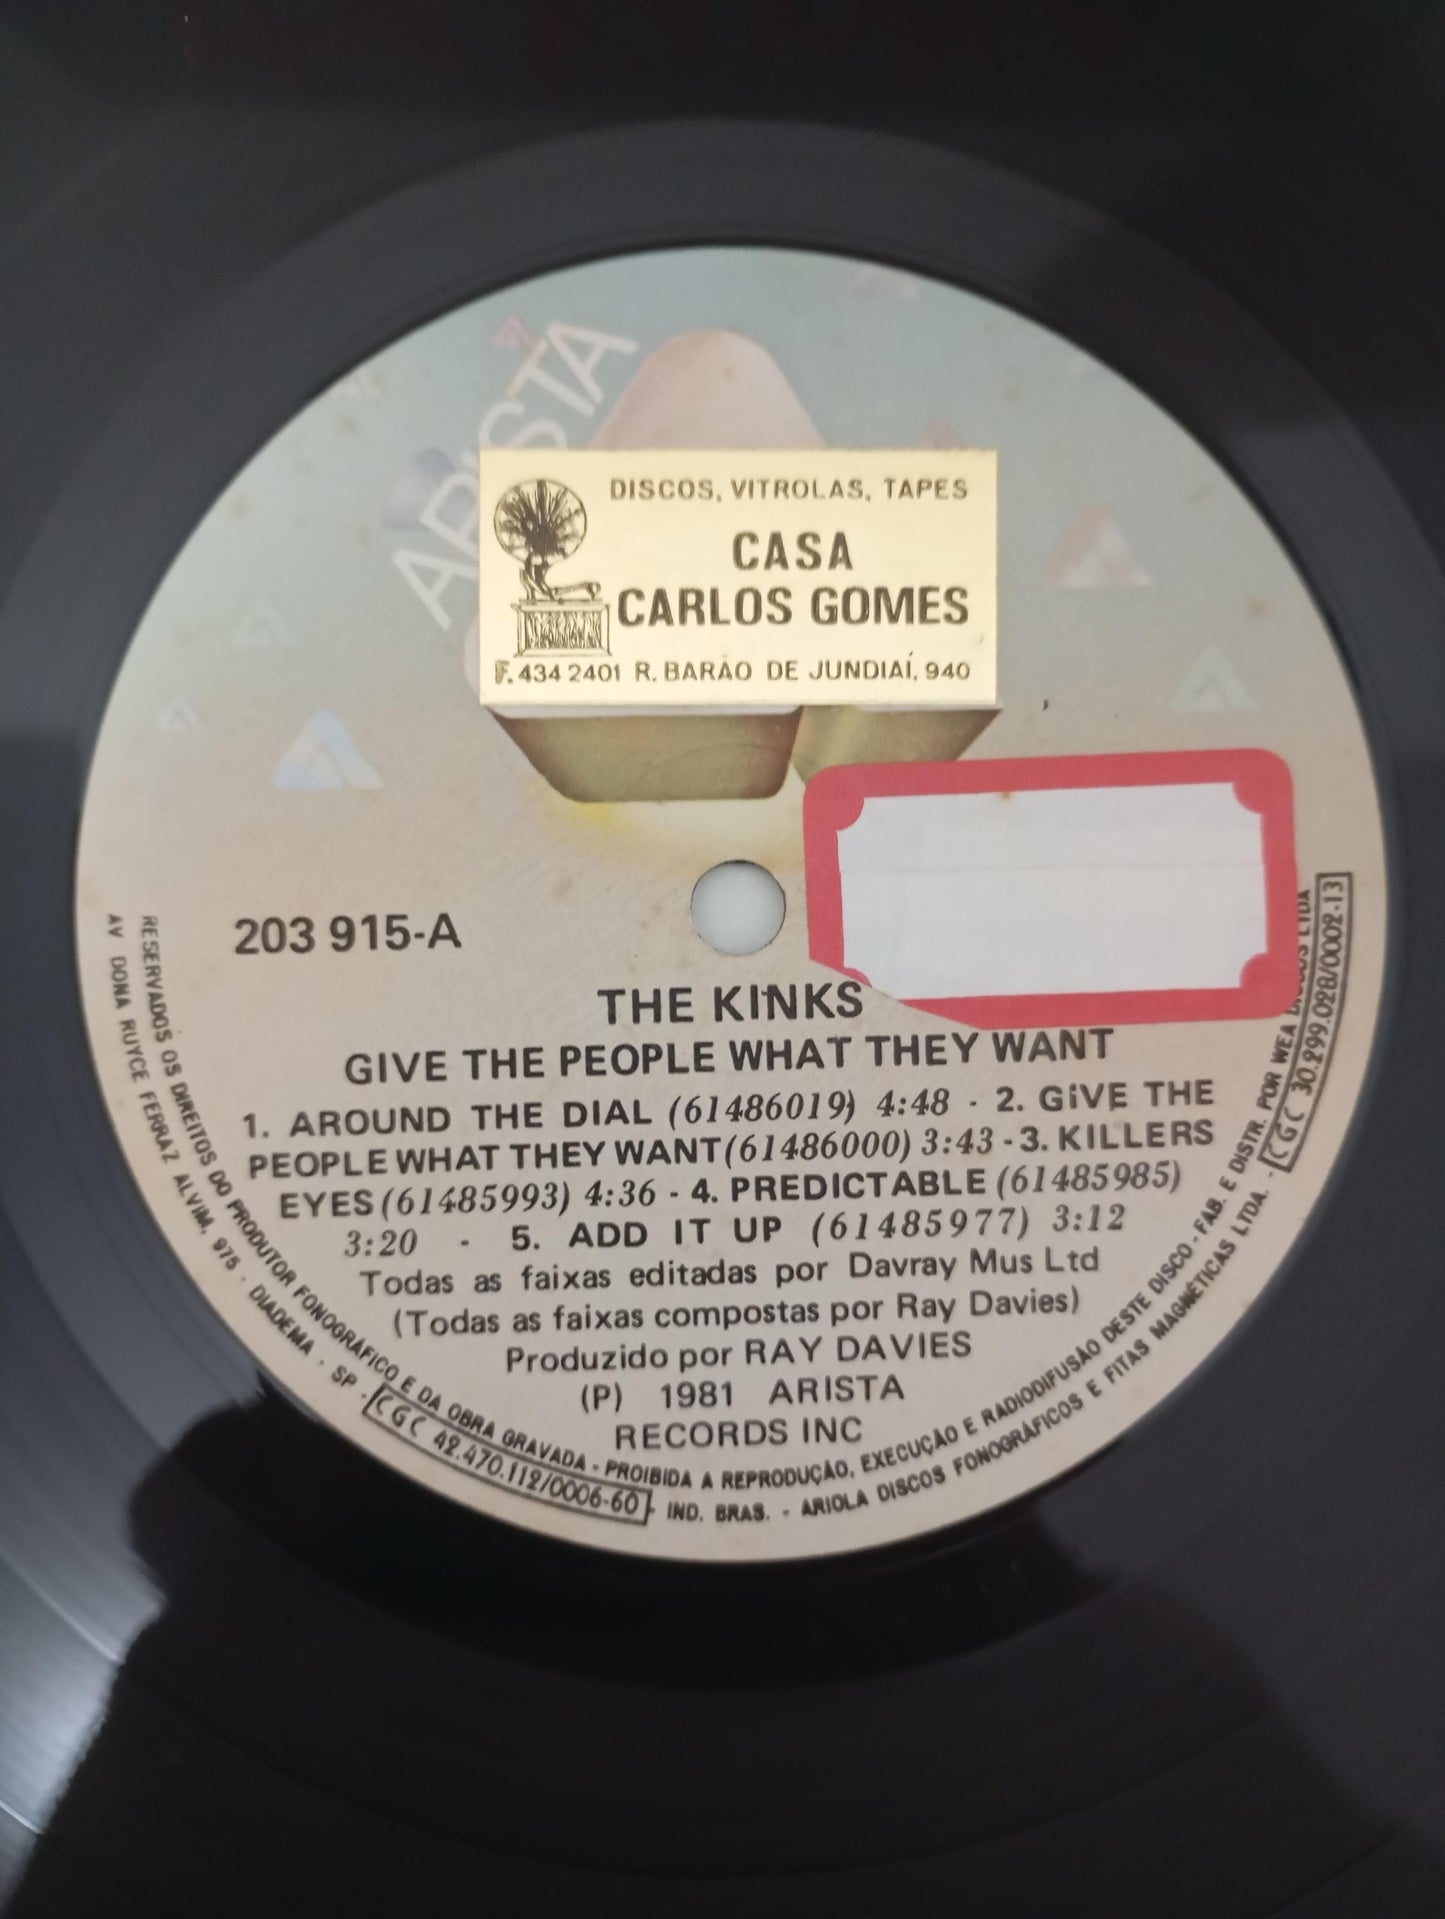 ARISTA
DISCOS, VITROLAS, TAPES
CASA
CARLOS GOMES
F. 434 2401 R. BARÃO DE JUNDIAÍ, 940
203 915-A
THE KINKS
GIVE THE PEOPLE WHAT THEY WANT
1. AROUND THE DIAL (61486019) 4:48 - 2. GiVE THE
PEOPLE WHAT THEY WANT (61486000) 3:43 - 3. KILLERS
EYES (61485993) 4:36 - 4. PREDICTABLE (61485985)
3:20 - 5. ADD IT UP (61485977) 3:12
Todas as faixas editadas por Davray Mus Ltd
(Todas as faixas compostas por Ray Davies)
Produzido por RAY DAVIES
(P) 1981 ARISTA
RECORDS INC
RESERVADOS OS DIREITOS DO PRODUTOR FONOGRÁFICO E DA OBRA GRAVADA - PROIBIDA A REPRODUÇÃO, EXECUÇÃO E RADIODIFUSÃO DESTE DISCO - FAB. E DISTR. POR WEA DISCOS LTDA
AV DONA RUYCE FERRAZ ALVIM, 975 - DIADEMA - SP - CGC 42.470.112/0006-60 - IND. BRAS. - ARIOLA DISCOS FONOGRÁFICOS E FITAS MAGNÉTICAS LTDA. - CGC 30.299.028/0002-13